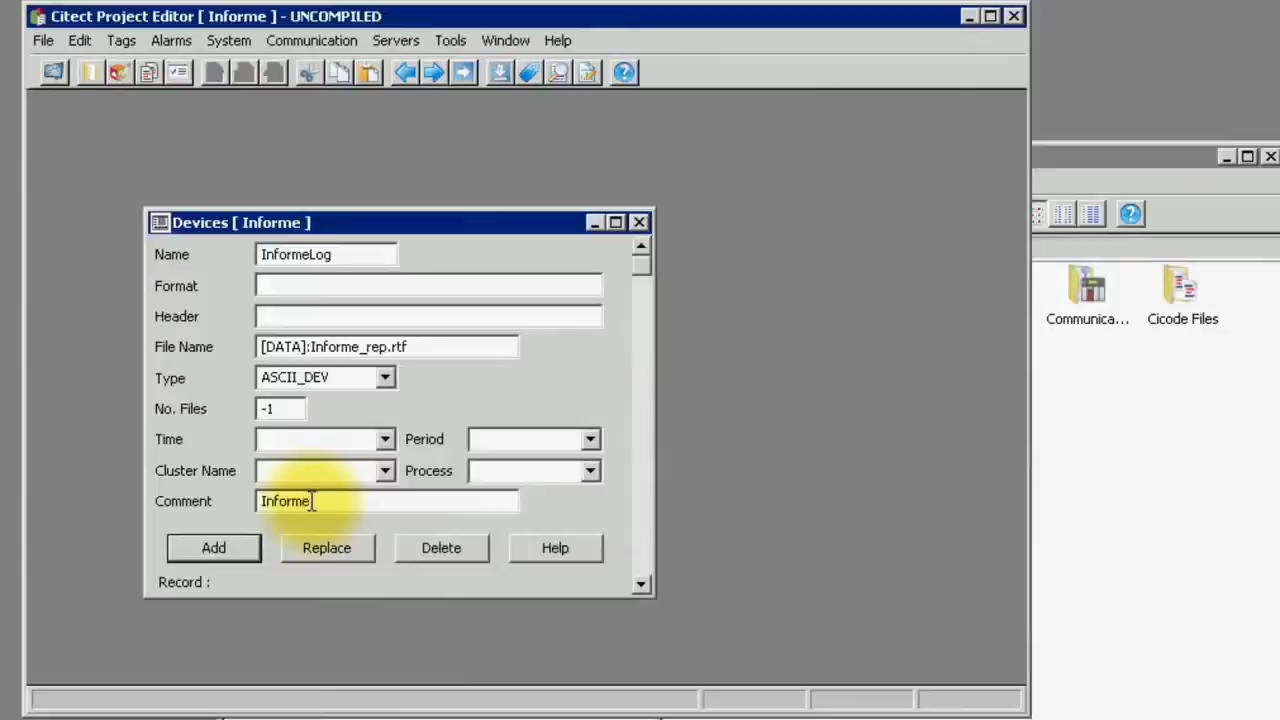 Citect Project Editor [ Informe ] - UNCOMPILED
File Edit Tags Alarms System Communication Servers Tools Window Help
Devices [ Informe ]
Name InformeLog
Format
Header
File Name [DATA]:Informe_rep.rtf
Type ASCII_DEV
No. Files -1
Time Period
Cluster Name Process
Comment Informe
Add Replace Delete Help
Record :
Communica... Cicode Files